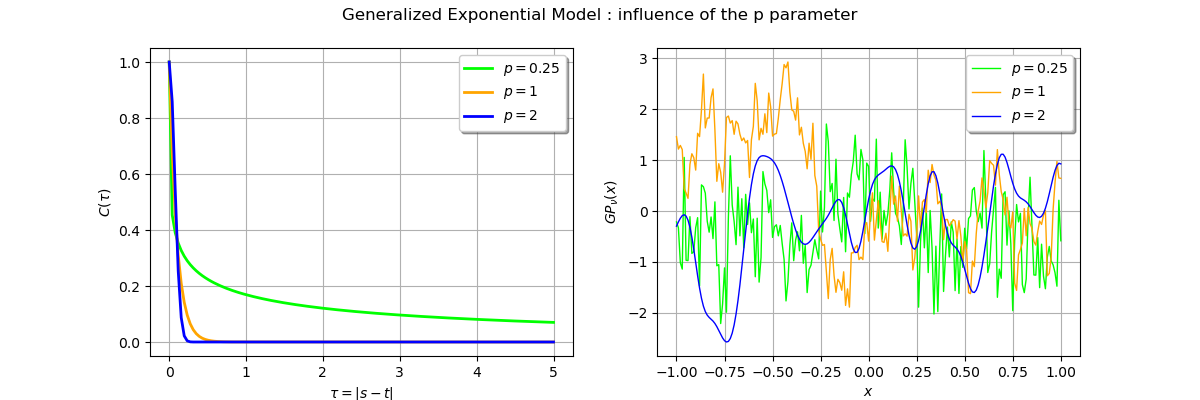 Generalized Exponential Model : influence of the p parameter
1.0
0.8
0.6
0.4
0.2
0.0
C(τ)
p = 0.25
p = 1
p = 2
0 1 2 3 4 5
τ = |s − t|
3
2
1
0
−1
−2
GPν(x)
p = 0.25
p = 1
p = 2
−1.00 −0.75 −0.50 −0.25 0.00 0.25 0.50 0.75 1.00
x